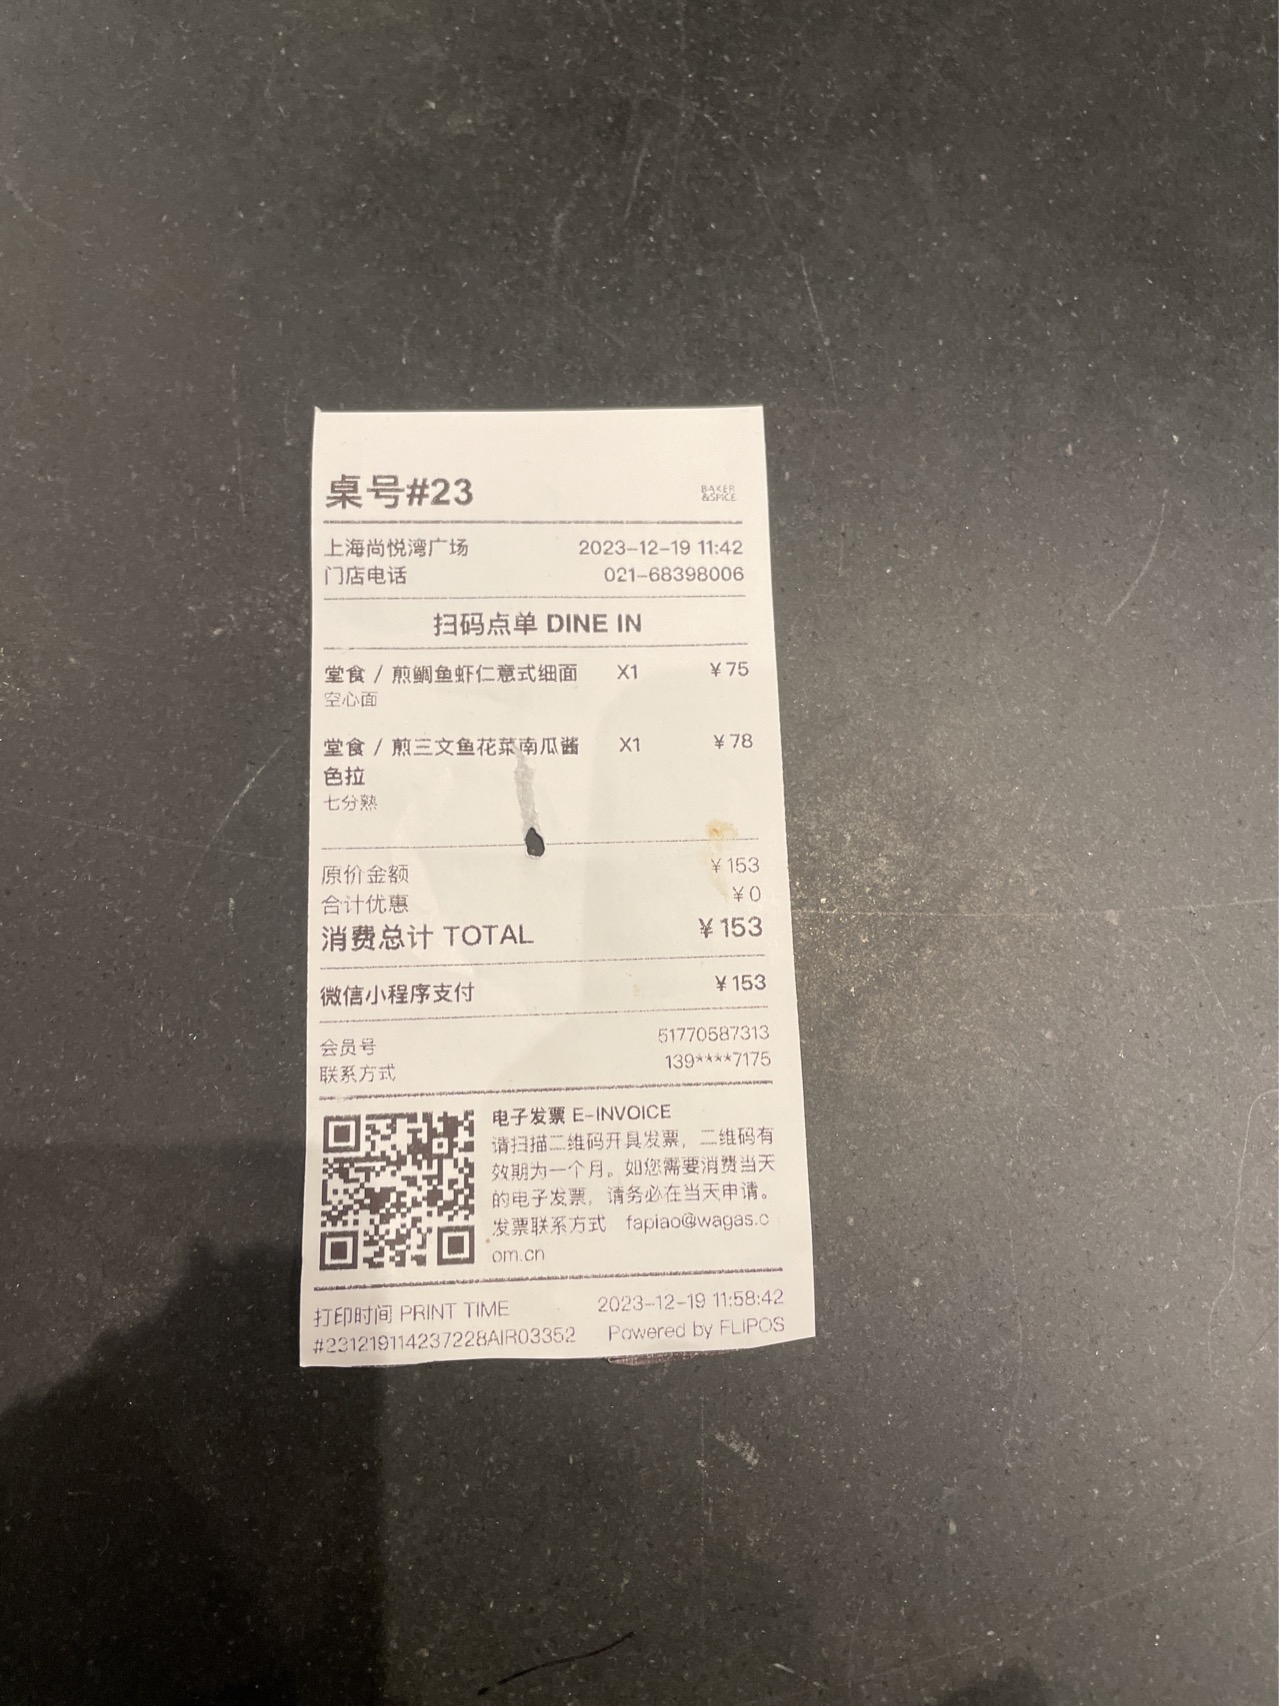 桌号#23
BAKER
&SPICE
上海尚悦湾广场 2023-12-19 11:42
门店电话 021-68398006
扫码点单 DINE IN
堂食 / 煎鲷鱼虾仁意式细面 X1 ¥75
空心面
堂食 / 煎三文鱼花菜南瓜酱 X1 ¥78
色拉
七分熟
原价金额 ¥153
合计优惠 ¥0
消费总计 TOTAL ¥153
微信小程序支付 ¥153
会员号 51770587313
联系方式 139****7175
电子发票 E-INVOICE
请扫描二维码开具发票，二维码有
效期为一个月。如您需要消费当天
的电子发票，请务必在当天申请。
发票联系方式 fapiao@wagas.c
om.cn
打印时间 PRINT TIME 2023-12-19 11:58:42
#231219114237228AIR03352 Powered by FLIPOS